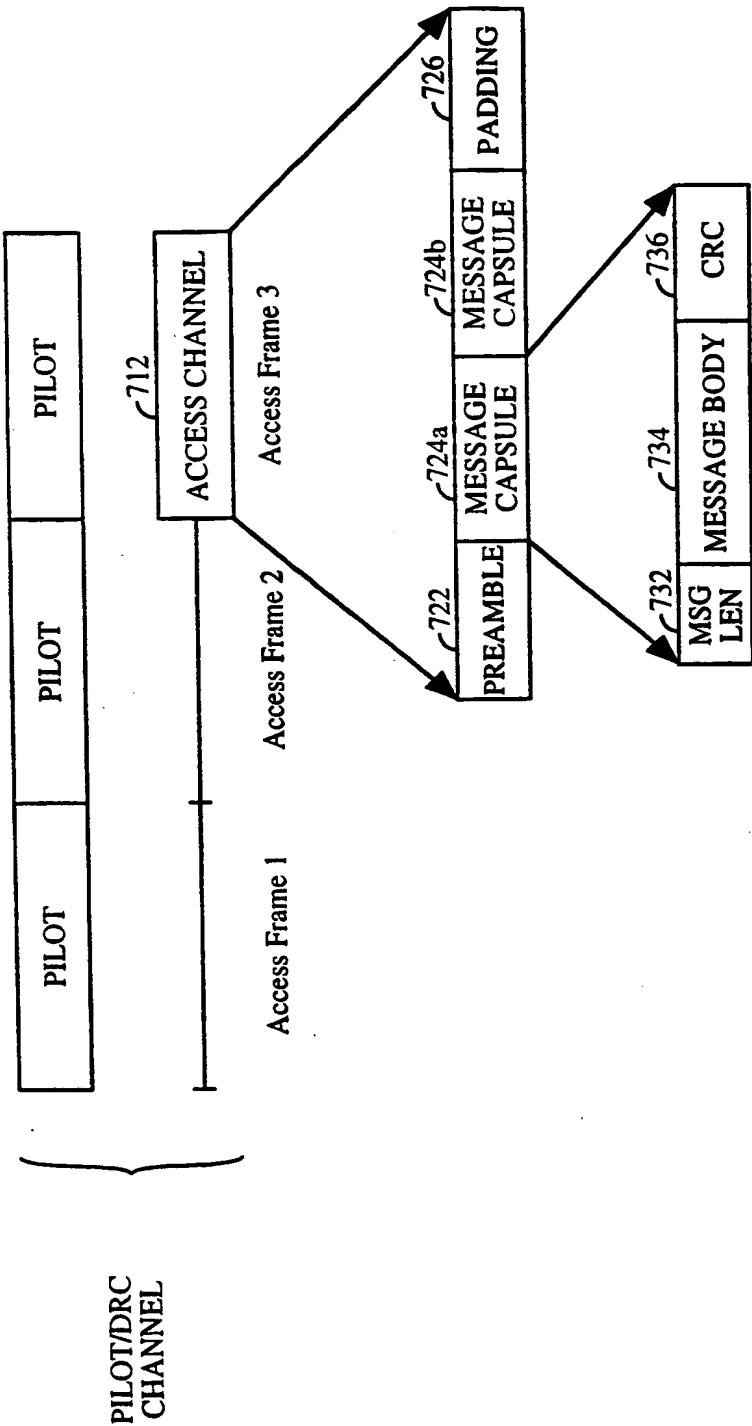 PILOT/DRC
CHANNEL
PILOT
PILOT
PILOT
712
ACCESS CHANNEL
Access Frame 1
Access Frame 2
Access Frame 3
722
724a
724b
726
PREAMBLE
MESSAGE
CAPSULE
MESSAGE
CAPSULE
PADDING
732
734
736
MSG
LEN
MESSAGE BODY
CRC